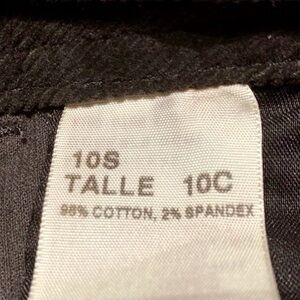 10S
TALLE 10C
98% COTTON, 2% SPANDEX